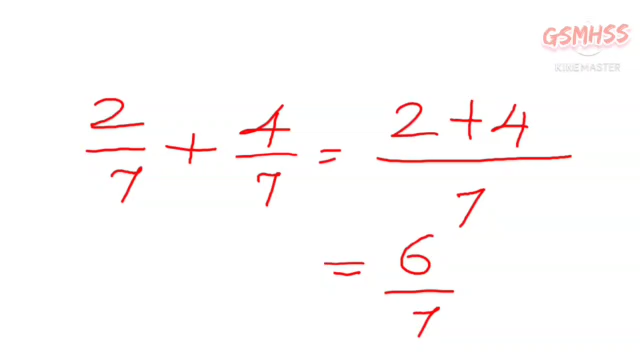 GSMHSS
KINEMASTER
2/7 + 4/7 = 2+4/7
= 6/7